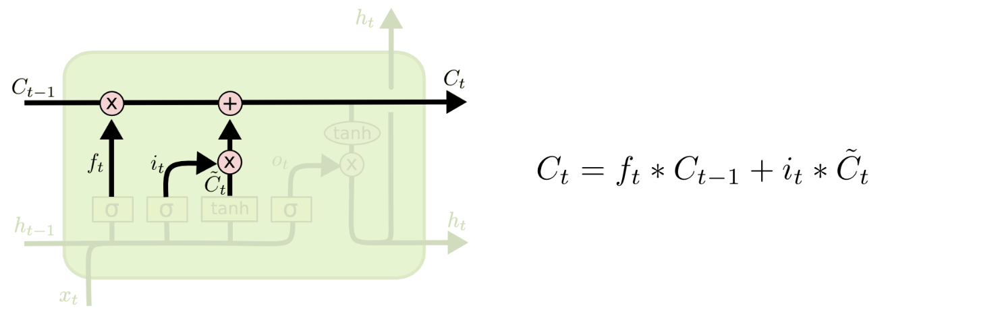 h_t
C_{t-1} x + C_t
tanh
f_t i_t x o_t x
C̃_t
σ σ tanh σ
h_{t-1} h_t
x_t
C_t = f_t * C_{t-1} + i_t * C̃_t